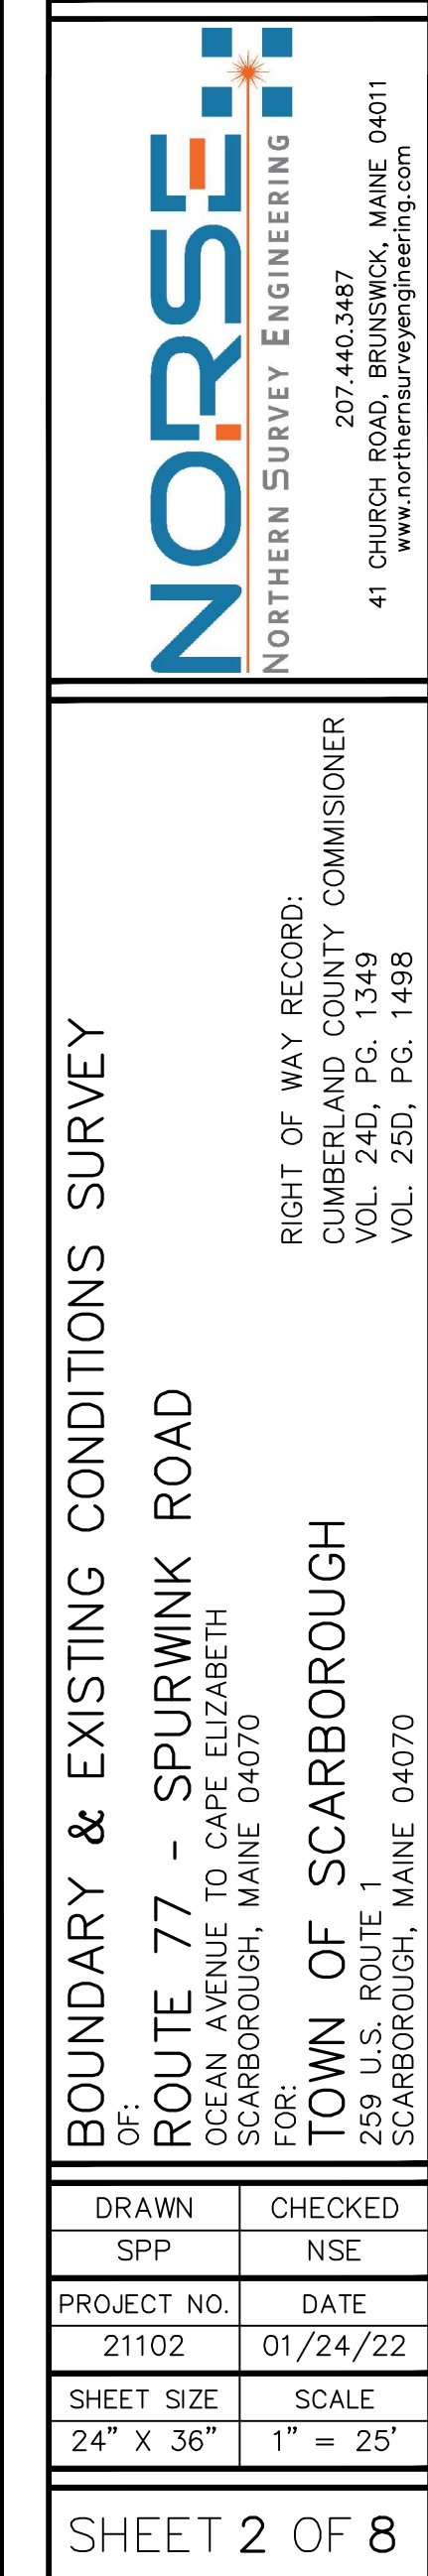 NORSE
NORTHERN SURVEY ENGINEERING
207.440.3487
41 CHURCH ROAD, BRUNSWICK, MAINE 04011
www.northernsurveyengineering.com
BOUNDARY & EXISTING CONDITIONS SURVEY
OF:
ROUTE 77 - SPURWINK ROAD
OCEAN AVENUE TO CAPE ELIZABETH
SCARBOROUGH, MAINE 04070
FOR:
TOWN OF SCARBOROUGH
259 U.S. ROUTE 1
SCARBOROUGH, MAINE 04070
RIGHT OF WAY RECORD:
CUMBERLAND COUNTY COMMISIONER
VOL. 24D, PG. 1349
VOL. 25D, PG. 1498
DRAWN CHECKED
SPP NSE
PROJECT NO. DATE
21102 01/24/22
SHEET SIZE SCALE
24" X 36" 1" = 25'
SHEET 2 OF 8